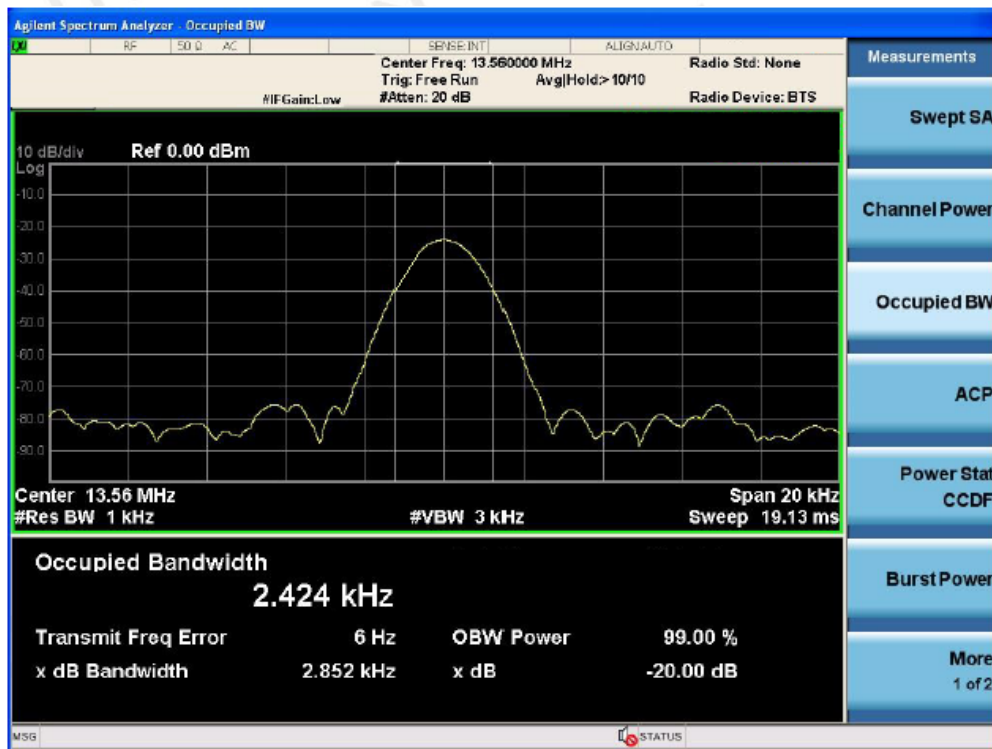 Agilent Spectrum Analyzer - Occupied BW
RF 50 Ω AC SENSE:INT ALIGNAUTO
Center Freq: 13.560000 MHz Radio Std: None
Trig: Free Run Avg|Hold:> 10/10
#IFGain:Low #Atten: 20 dB Radio Device: BTS
10 dB/div Ref 0.00 dBm
Log
-10.0
-20.0
-30.0
-40.0
-50.0
-60.0
-70.0
-80.0
-90.0
Center 13.56 MHz Span 20 kHz
#Res BW 1 kHz #VBW 3 kHz Sweep 19.13 ms
Occupied Bandwidth
2.424 kHz
Transmit Freq Error 6 Hz OBW Power 99.00 %
x dB Bandwidth 2.852 kHz x dB -20.00 dB
MSG STATUS
Measurements
Swept SA
Channel Power
Occupied BW
ACP
Power Stat
CCDF
Burst Power
More
1 of 2